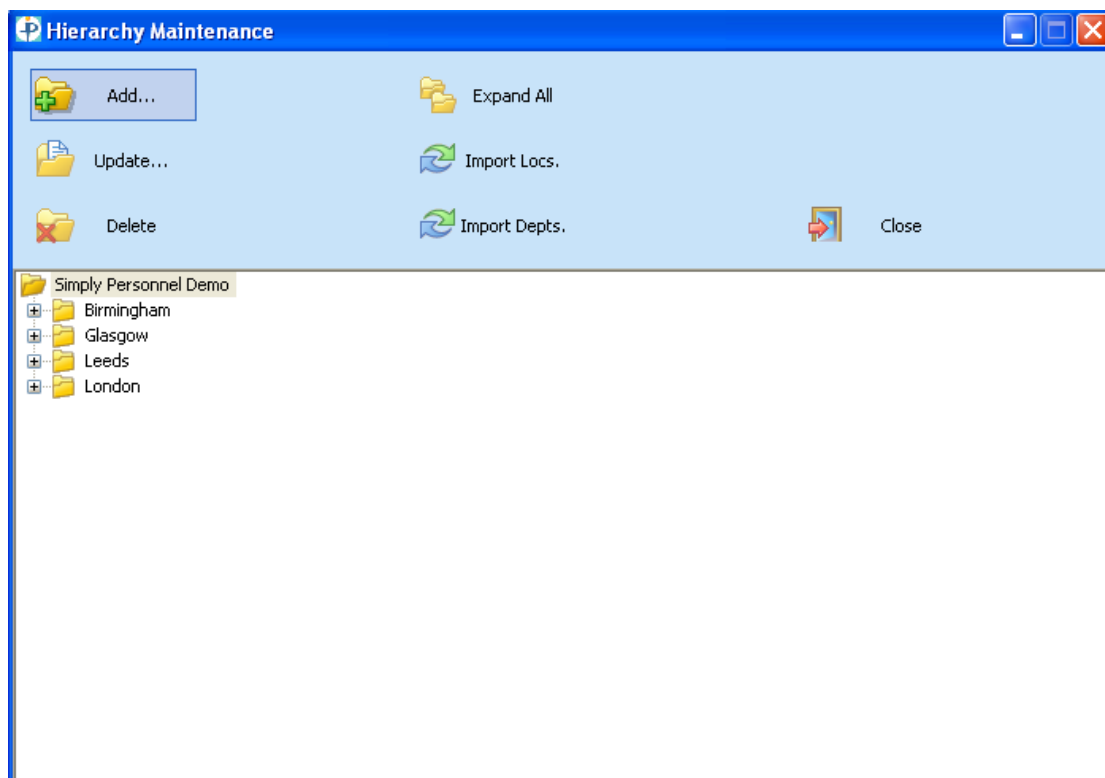 Hierarchy Maintenance
Add...
Expand All
Update...
Import Locs.
Delete
Import Depts.
Close
Simply Personnel Demo
Birmingham
Glasgow
Leeds
London